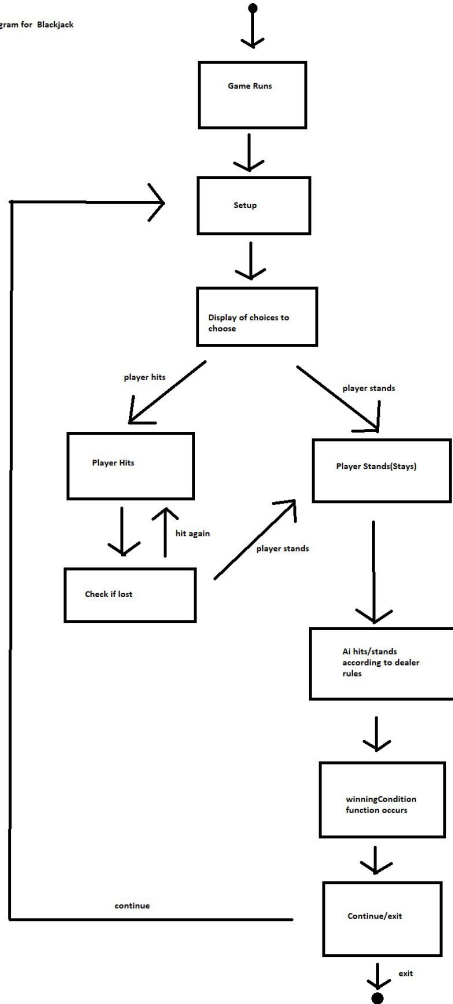 gram for Blackjack
Game Runs
Setup
Display of choices to
choose
player hits
player stands
Player Hits
Player Stands(Stays)
hit again
player stands
Check if lost
Ai hits/stands
according to dealer
rules
winningCondition
function occurs
continue
Continue/exit
exit